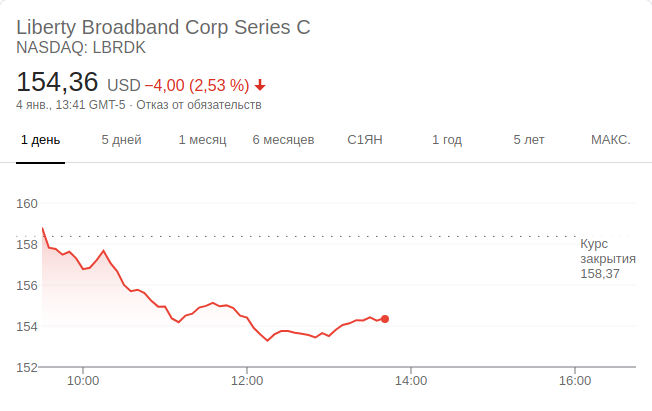 Liberty Broadband Corp Series C
NASDAQ: LBRDK
154,36 USD −4,00 (2,53 %)
4 янв., 13:41 GMT-5 · Отказ от обязательств
1 день 5 дней 1 месяц 6 месяцев С1ЯН 1 год 5 лет МАКС.
160
158
156
154
152
Курс
закрытия
158,37
10:00 12:00 14:00 16:00